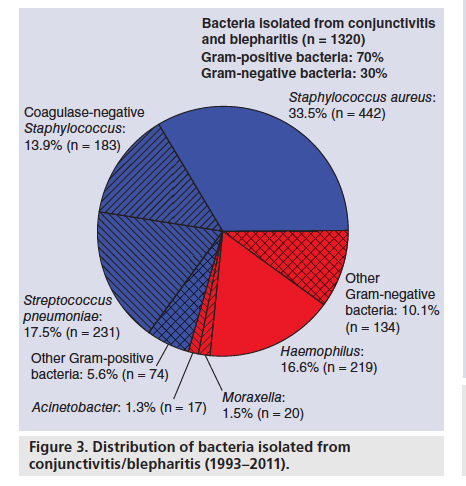 Bacteria isolated from conjunctivitis
and blepharitis (n = 1320)
Gram-positive bacteria: 70%
Gram-negative bacteria: 30%
Staphylococcus aureus:
33.5% (n = 442)
Coagulase-negative
Staphylococcus:
13.9% (n = 183)
Streptococcus
pneumoniae:
17.5% (n = 231)
Other Gram-positive
bacteria: 5.6% (n = 74)
Acinetobacter: 1.3% (n = 17)
Moraxella:
1.5% (n = 20)
Haemophilus:
16.6% (n = 219)
Other
Gram-negative
bacteria: 10.1%
(n = 134)
Figure 3. Distribution of bacteria isolated from
conjunctivitis/blepharitis (1993–2011).